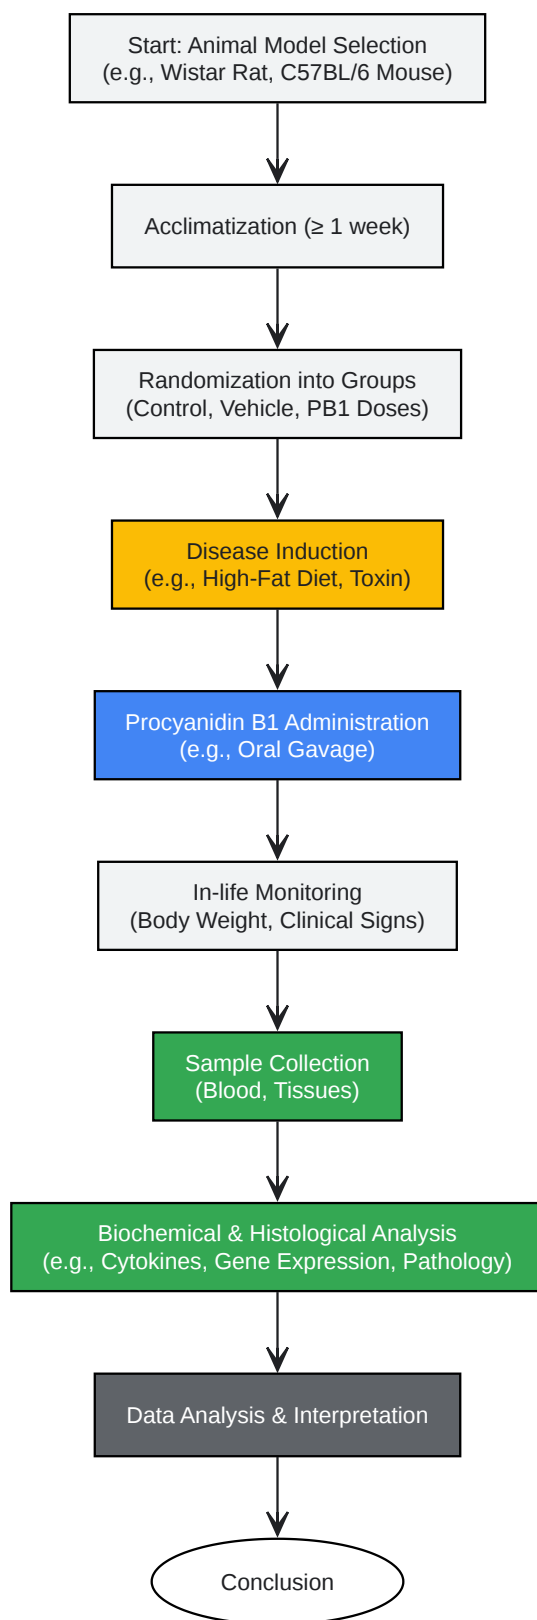 Start: Animal Model Selection
(e.g., Wistar Rat, C57BL/6 Mouse)
Acclimatization (≥ 1 week)
Randomization into Groups
(Control, Vehicle, PB1 Doses)
Disease Induction
(e.g., High-Fat Diet, Toxin)
Procyanidin B1 Administration
(e.g., Oral Gavage)
In-life Monitoring
(Body Weight, Clinical Signs)
Sample Collection
(Blood, Tissues)
Biochemical & Histological Analysis
(e.g., Cytokines, Gene Expression, Pathology)
Data Analysis & Interpretation
Conclusion